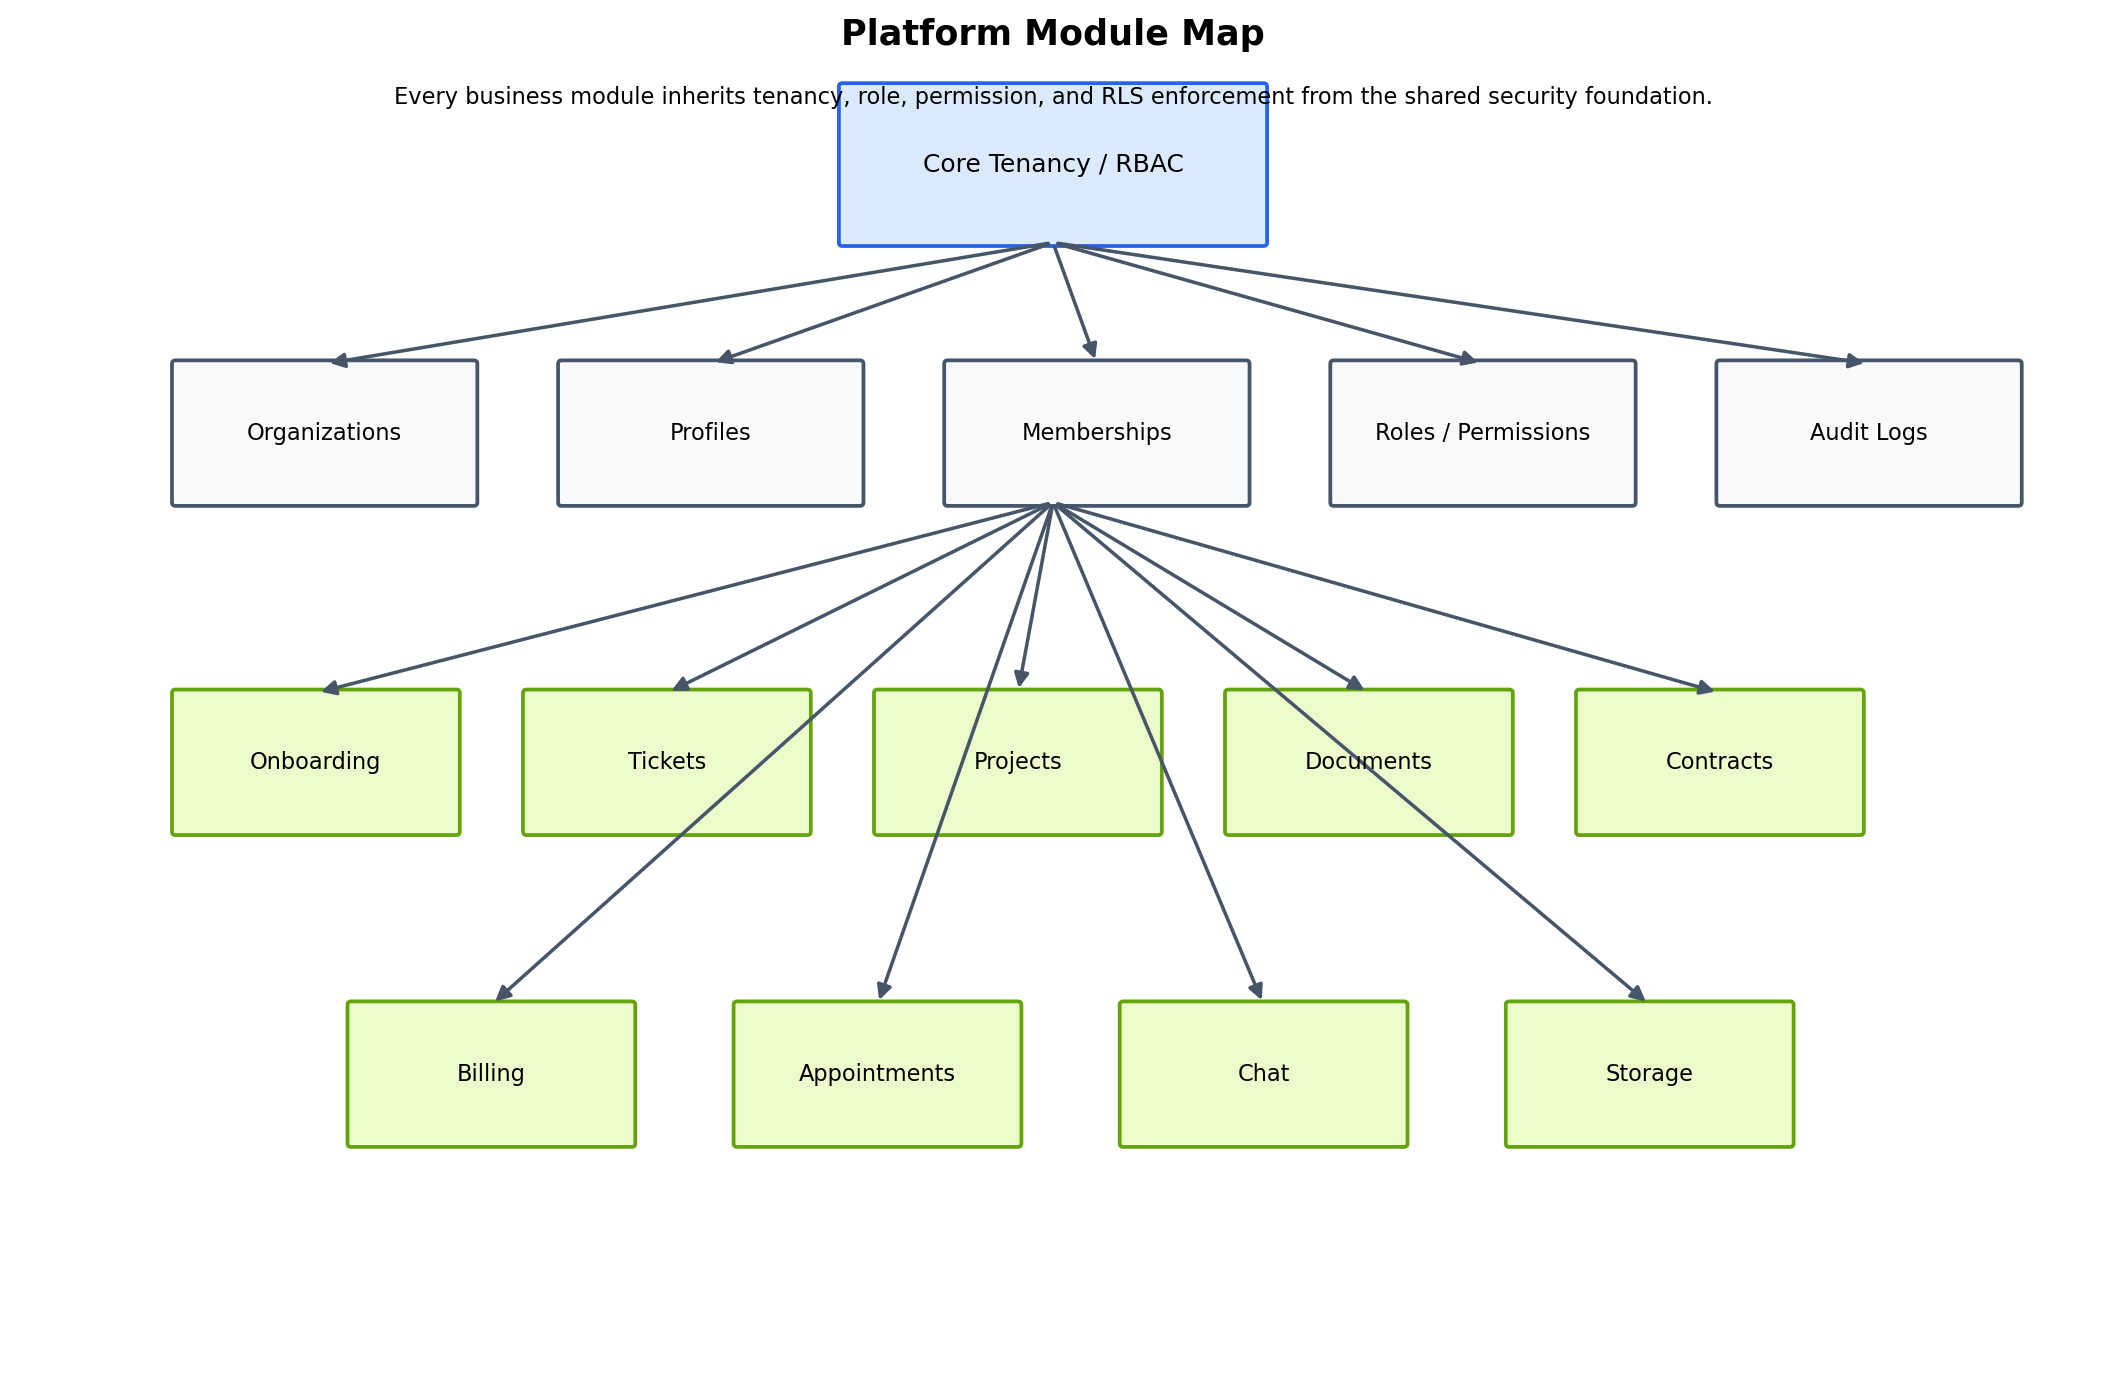 Platform Module Map
Every business module inherits tenancy, role, permission, and RLS enforcement from the shared security foundation.
Core Tenancy / RBAC
Organizations
Profiles
Memberships
Roles / Permissions
Audit Logs
Onboarding
Tickets
Projects
Documents
Contracts
Billing
Appointments
Chat
Storage